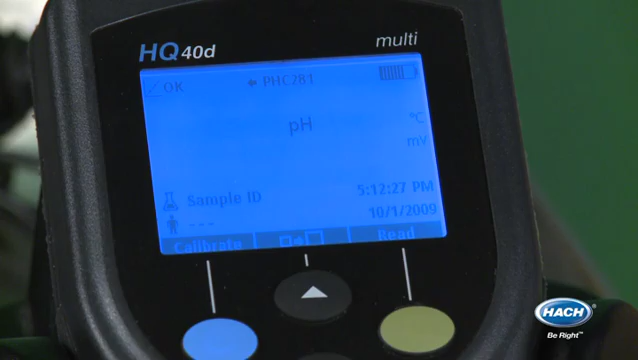 HQ40d
multi
OK
PHC281
pH
°C
mV
Sample ID
5:12:27 PM
- - -
10/1/2009
Calibrate
Read
HACH®
Be Right™